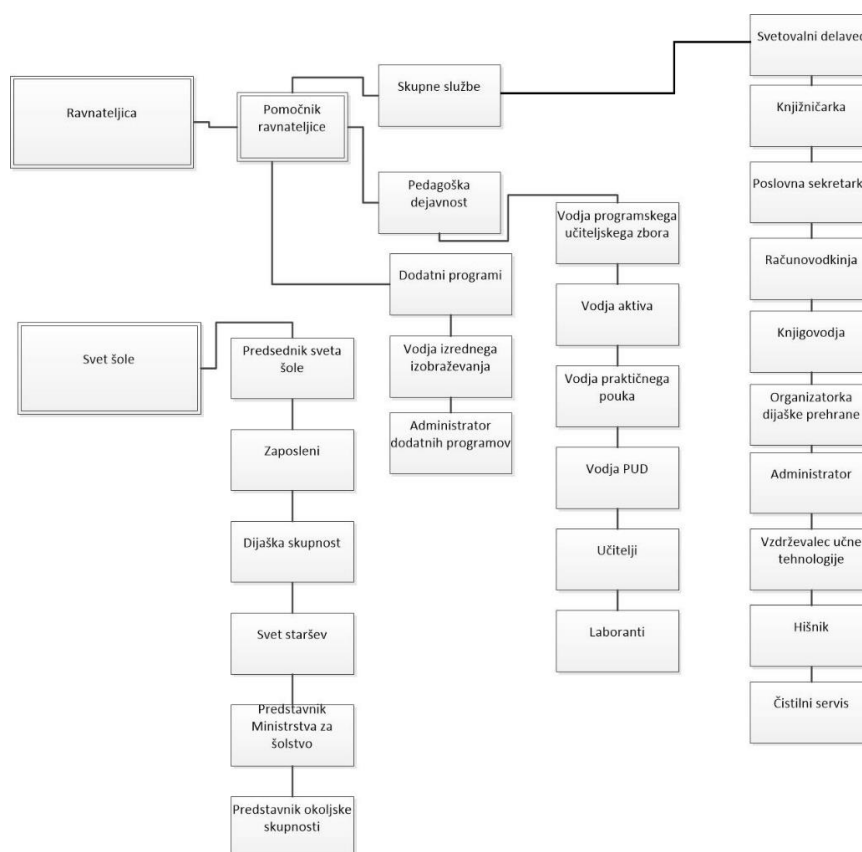 Ravnateljica
Pomočnik
ravnateljice
Skupne službe
Pedagoška
dejavnost
Dodatni programi
Vodja izrednega
izobraževanja
Administrator
dodatnih programov
Vodja programskega
učiteljskega zbora
Vodja aktiva
Vodja praktičnega
pouka
Vodja PUD
Učitelji
Laboranti
Svetovalni delavec
Knjižničarka
Poslovna sekretark
Računovodkinja
Knjigovodja
Organizatorka
dijaške prehrane
Administrator
Vzdrževalec učne
tehnologije
Hišnik
Čistilni servis
Svet šole
Predsednik sveta
šole
Zaposleni
Dijaška skupnost
Svet staršev
Predstavnik
Ministrstva za
šolstvo
Predstavnik okoljske
skupnosti